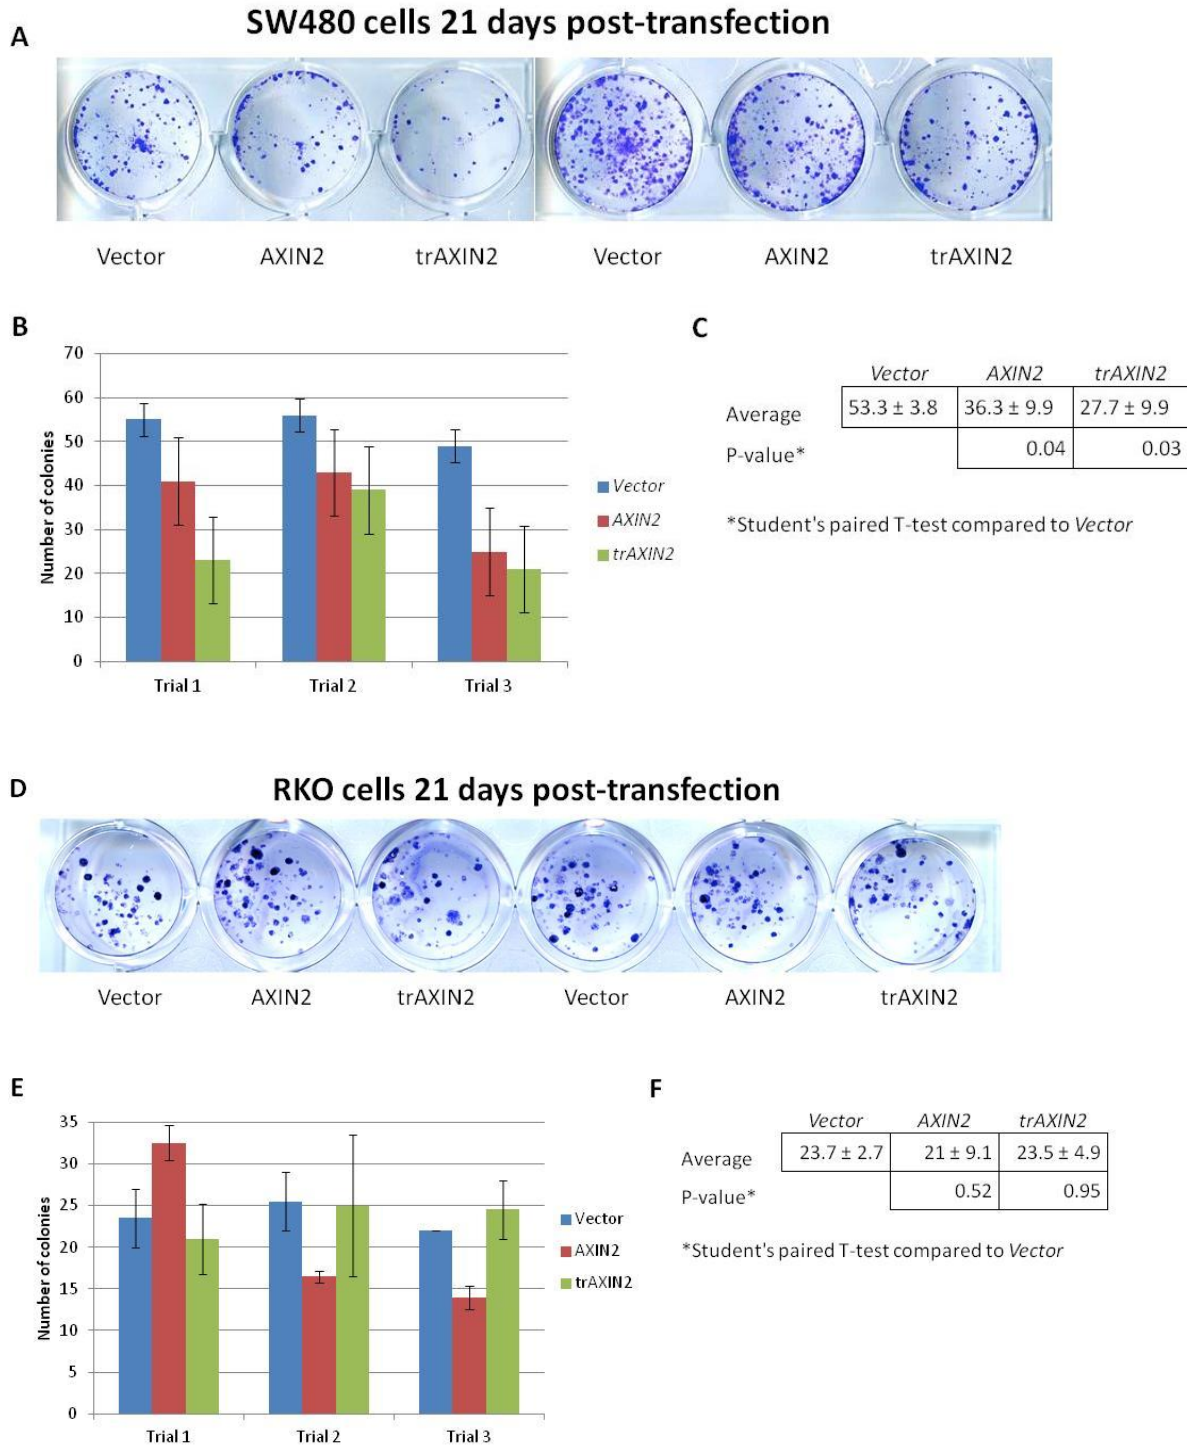 A
SW480 cells 21 days post-transfection
Vector AXIN2 trAXIN2 Vector AXIN2 trAXIN2
B
70
60
50
40
30
20
10
0
Number of colonies
Trial 1 Trial 2 Trial 3
Vector
AXIN2
trAXIN2
C
Vector AXIN2 trAXIN2
Average 53.3 ± 3.8 36.3 ± 9.9 27.7 ± 9.9
P-value* 0.04 0.03
*Student's paired T-test compared to Vector
D
RKO cells 21 days post-transfection
Vector AXIN2 trAXIN2 Vector AXIN2 trAXIN2
E
35
30
25
20
15
10
5
0
Number of colonies
Trial 1 Trial 2 Trial 3
Vector
AXIN2
trAXIN2
F
Vector AXIN2 trAXIN2
Average 23.7 ± 2.7 21 ± 9.1 23.5 ± 4.9
P-value* 0.52 0.95
*Student's paired T-test compared to Vector